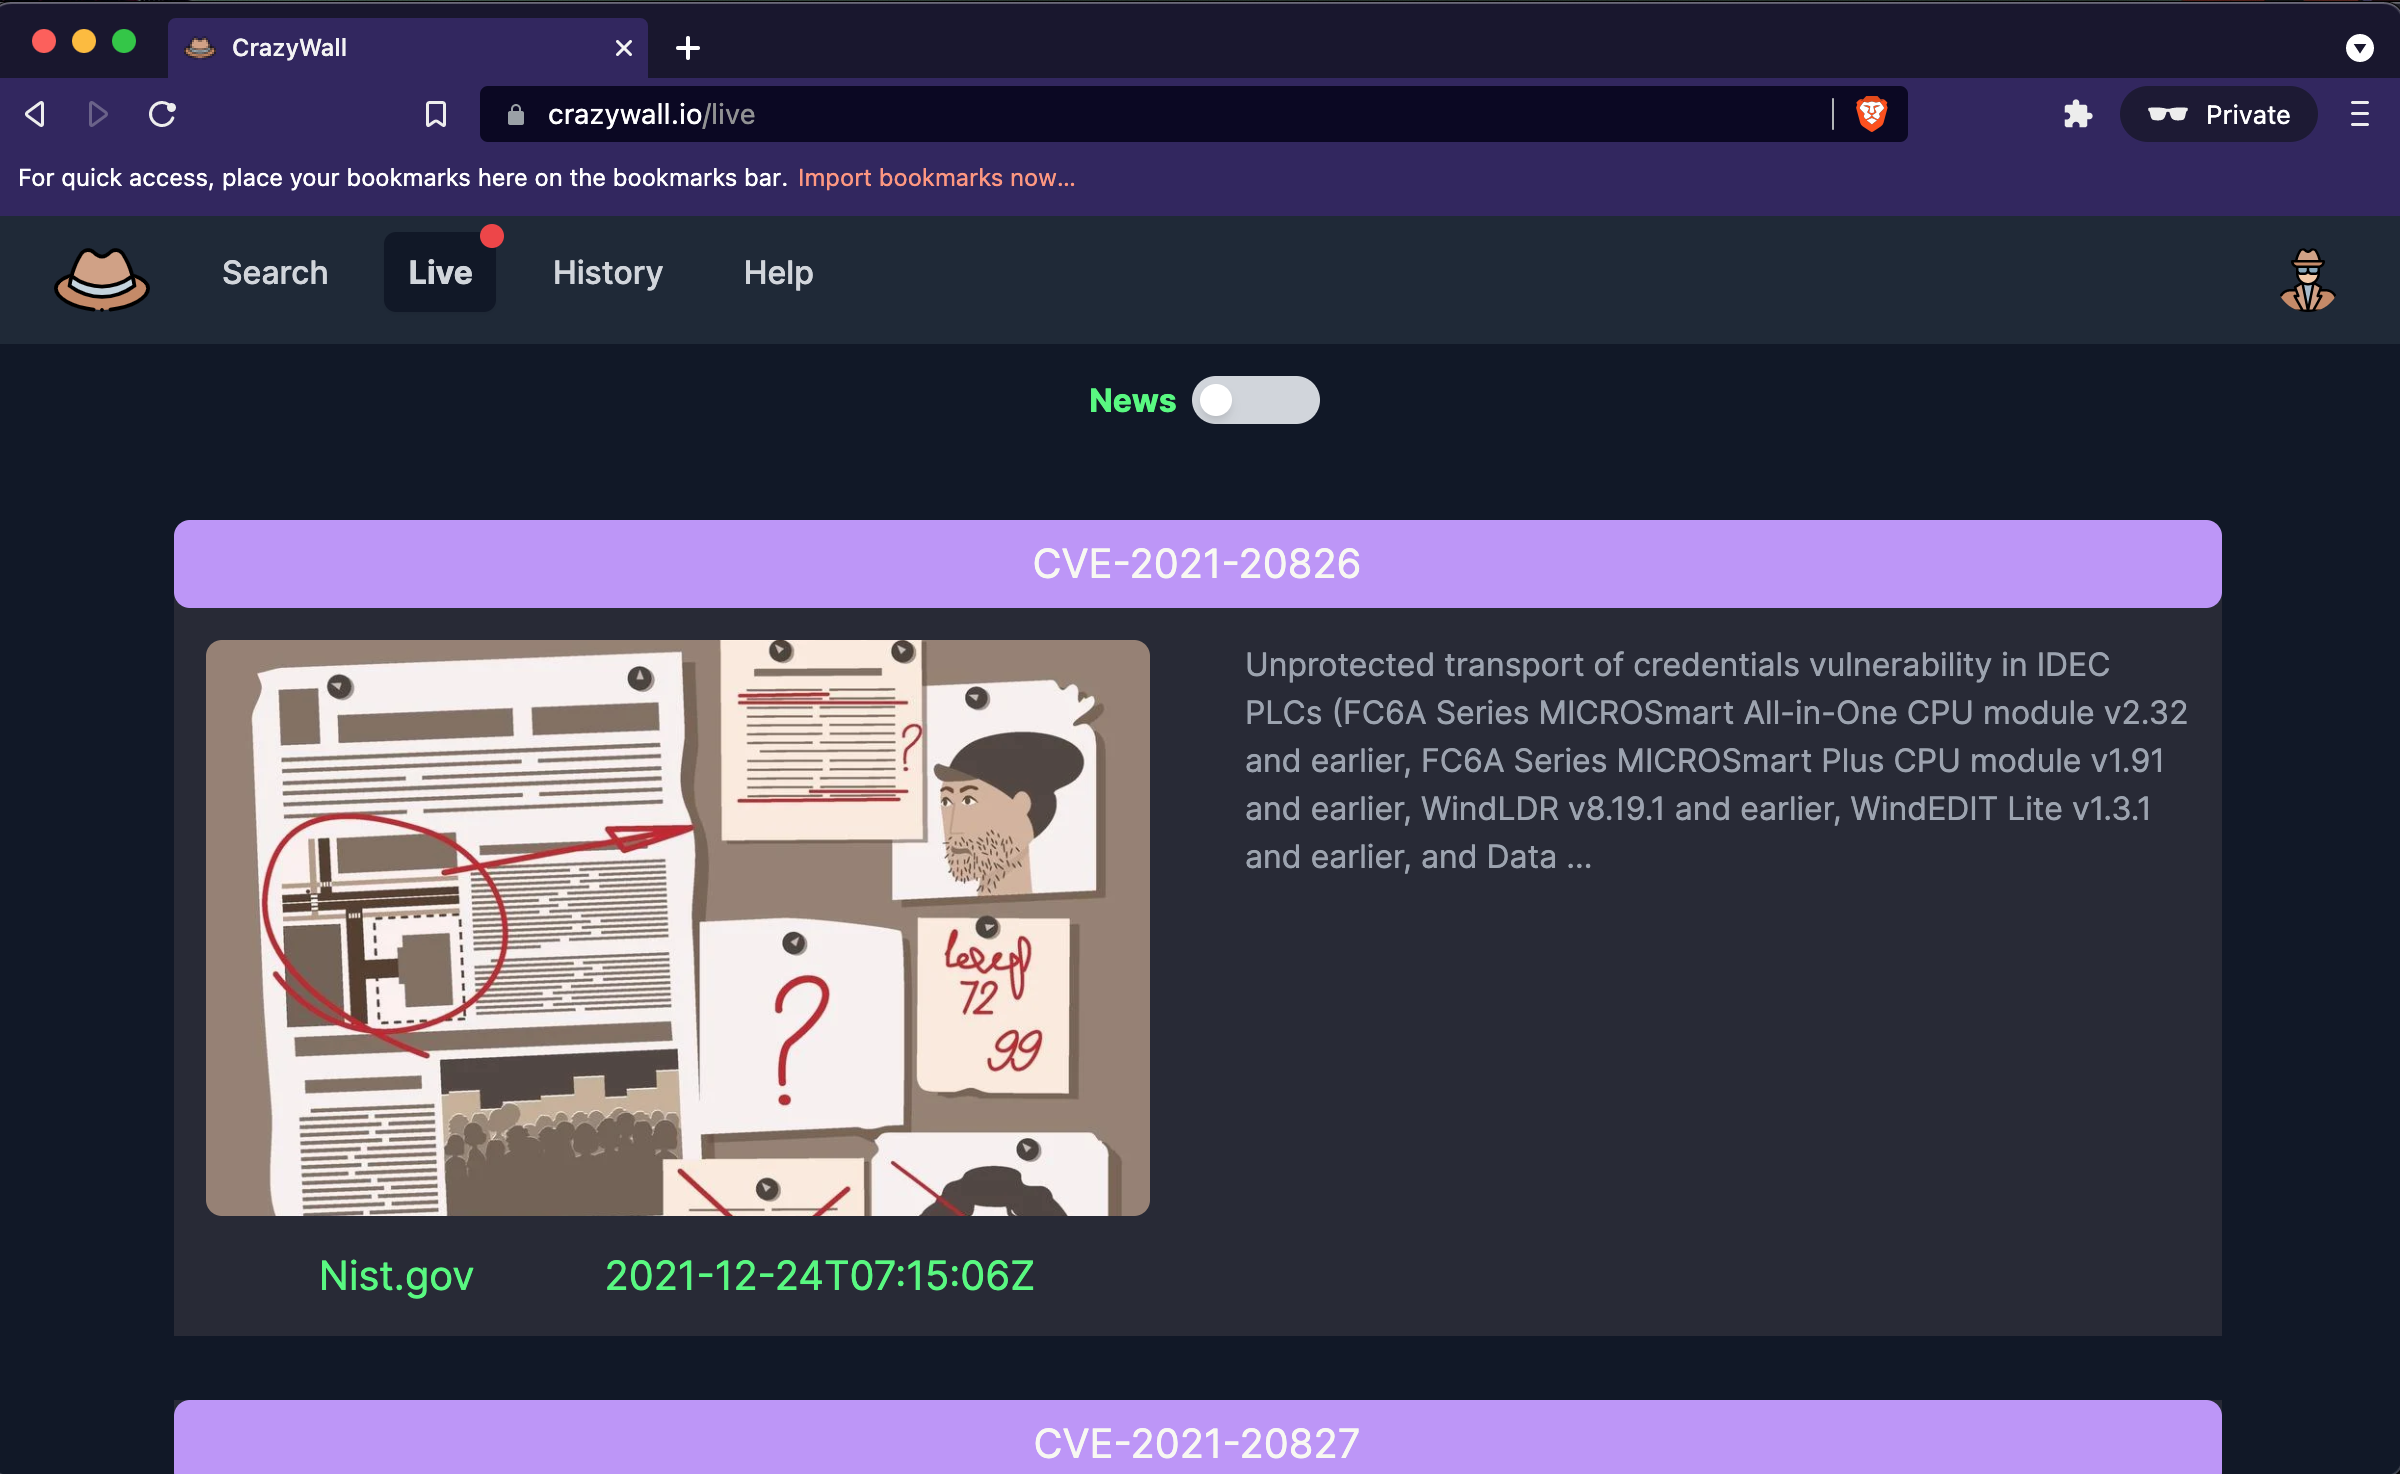 CrazyWall
crazywall.io/live
Private
For quick access, place your bookmarks here on the bookmarks bar. Import bookmarks now...
Search
Live
History
Help
News
CVE-2021-20826
Unprotected transport of credentials vulnerability in IDEC
PLCs (FC6A Series MICROSmart All-in-One CPU module v2.32
and earlier, FC6A Series MICROSmart Plus CPU module v1.91
and earlier, WindLDR v8.19.1 and earlier, WindEDIT Lite v1.3.1
and earlier, and Data ...
?
?
72
99
Nist.gov
2021-12-24T07:15:06Z
CVE-2021-20827